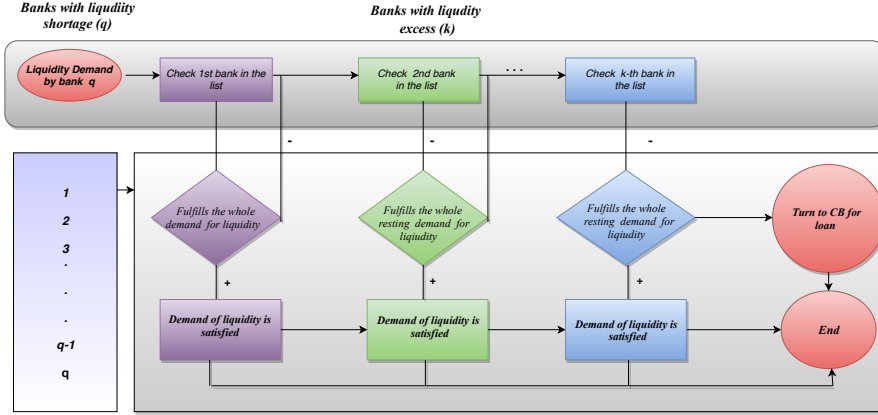 Banks with liqudiity
shortage (q)
Banks with liqudity
excess (k)
Liquidity Demand
by bank q
Check 1st bank in the
list
Check 2nd bank
in the list
...
Check k-th bank in
the list
-
-
-
1
2
3
.
.
.
q-1
q
Fulfills the whole
demand for liquidity
Fulfills the whole
resting demand for
liqiudity
Fulfills the whole
resting demand for
liqiudity
Turn to CB for
loan
+
+
+
Demand of liquidity is
satisfied
Demand of liquidity is
satisfied
Demand of liquidity is
satisfied
End